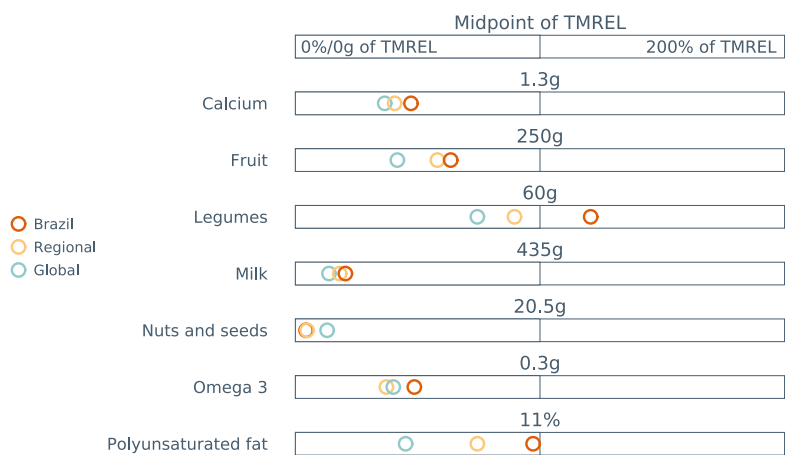 Midpoint of TMREL
0%/0g of TMREL 200% of TMREL
1.3g
Calcium
250g
Fruit
60g
Legumes
435g
Milk
20.5g
Nuts and seeds
0.3g
Omega 3
11%
Polyunsaturated fat
Brazil
Regional
Global